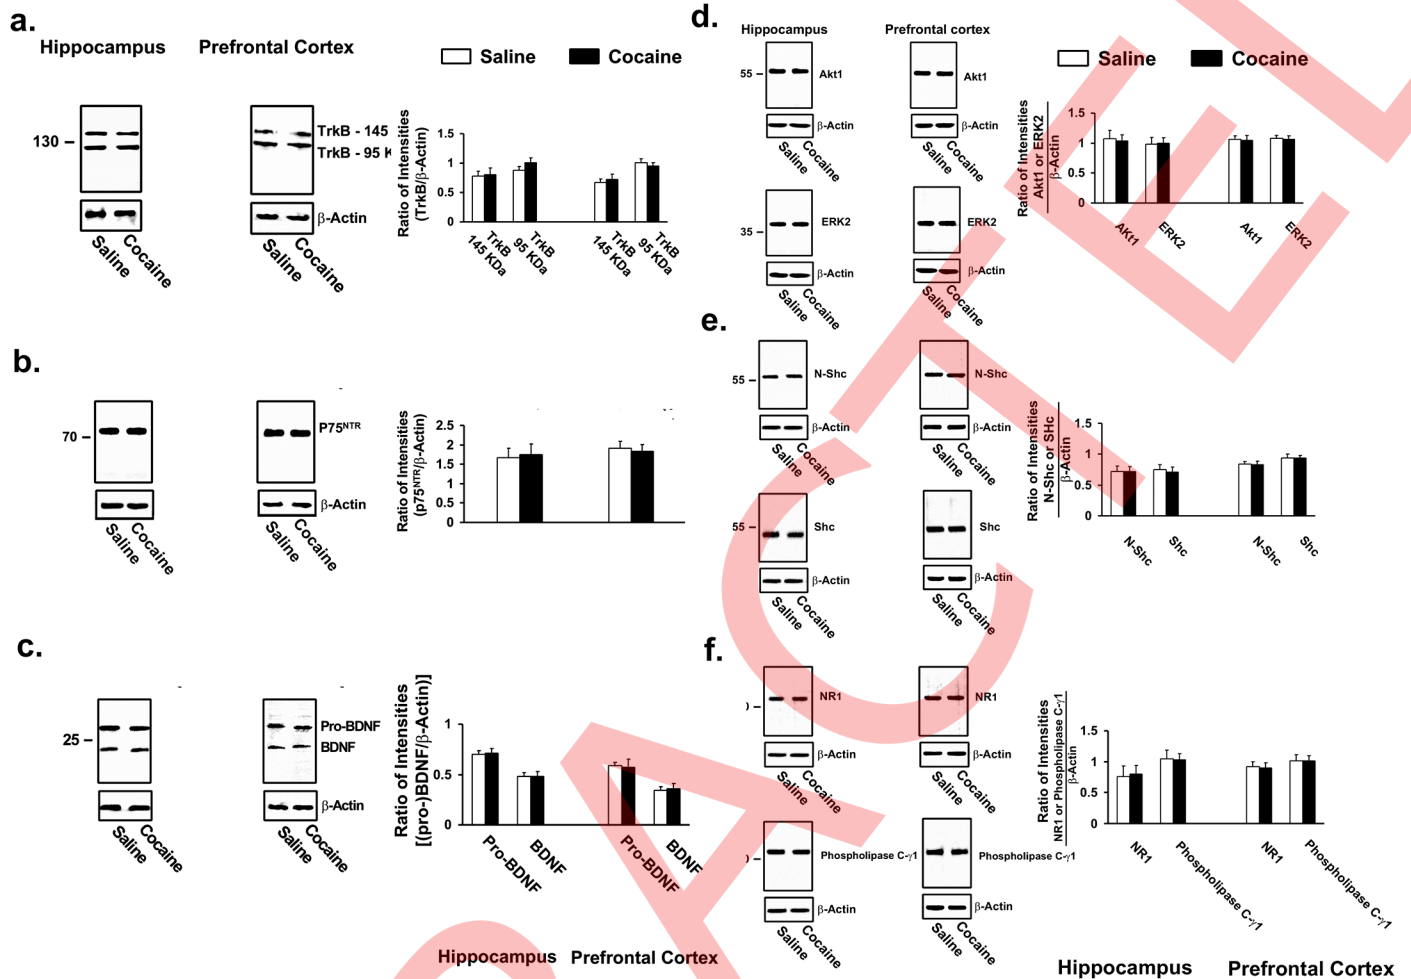 a.
Hippocampus Prefrontal Cortex
Saline Cocaine
130
TrkB - 145
TrkB - 95 K
β-Actin
Saline Cocaine Saline Cocaine
Ratio of Intensities
(TrkB/β-Actin)
1.5
1
0.5
0
TrkB
145 KDa
TrkB
95 KDa
TrkB
145 KDa
TrkB
95 KDa
b.
70
P75NTR
β-Actin
Saline Cocaine Saline Cocaine
Ratio of Intensities
(p75NTR/β-Actin)
2.5
2
1.5
1
0.5
0
c.
25
Pro-BDNF
BDNF
β-Actin
Saline Cocaine Saline Cocaine
Ratio of Intensities
[(pro-)BDNF/β-Actin)]
1
0.5
0
Pro-BDNF BDNF Pro-BDNF BDNF
Hippocampus Prefrontal Cortex
d.
Hippocampus Prefrontal cortex
Saline Cocaine
55
Akt1 Akt1
β-Actin β-Actin
Saline Cocaine Saline Cocaine
35
ERK2 ERK2
β-Actin β-Actin
Saline Cocaine Saline Cocaine
Ratio of Intensities
Akt1 or ERK2
β-Actin
1.5
1
0.5
0
AKt1 ERK2 Akt1 ERK2
e.
55
N-Shc N-Shc
β-Actin β-Actin
Saline Cocaine Saline Cocaine
55
Shc Shc
β-Actin β-Actin
Saline Cocaine Saline Cocaine
Ratio of Intensities
N-Shc or SHc
β-Actin
1.5
1
0.5
0
N-Shc Shc N-Shc Shc
f.
NR1 NR1
β-Actin β-Actin
Saline Cocaine
Phospholipase C-γ1 Phospholipase C-γ1
β-Actin β-Actin
Saline Cocaine Saline Cocaine
Ratio of Intensities
NR1 or Phospholipase C-γ1
β-Actin
1.5
1
0.5
0
NR1 Phospholipase C-γ1 NR1 Phospholipase C-γ1
Hippocampus Prefrontal Cortex